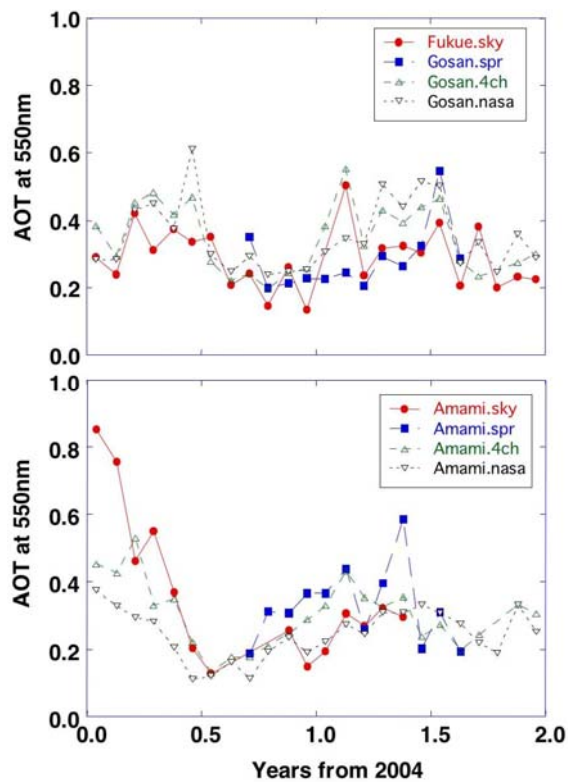 1.0
0.8
0.6
0.4
0.2
0.0
AOT at 550nm
Fukue.sky
Gosan.spr
Gosan.4ch
Gosan.nasa
1.0
0.8
0.6
0.4
0.2
0.0
AOT at 550nm
Amami.sky
Amami.spr
Amami.4ch
Amami.nasa
0.0 0.5 1.0 1.5 2.0
Years from 2004